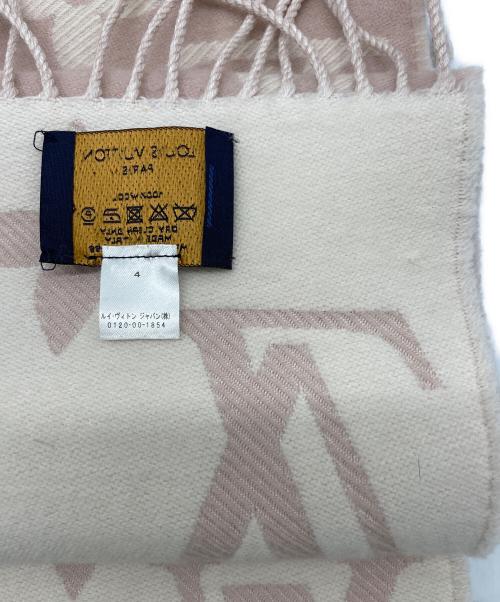 LOUIS VUITTON
PARIS
100% WOOL
DRY CLEAN ONLY
MADE IN ITALY
4
ルイ・ヴィトン ジャパン(株)
0120-00-1854